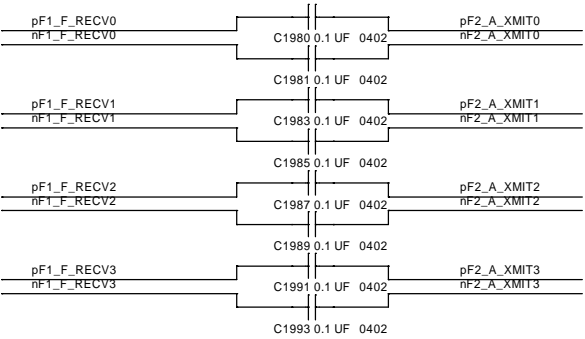 pF1_F_RECV0 pF2_A_XMIT0
nF1_F_RECV0 nF2_A_XMIT0
C1980 0.1 UF 0402
C1981 0.1 UF 0402
pF1_F_RECV1 pF2_A_XMIT1
nF1_F_RECV1 nF2_A_XMIT1
C1983 0.1 UF 0402
C1985 0.1 UF 0402
pF1_F_RECV2 pF2_A_XMIT2
nF1_F_RECV2 nF2_A_XMIT2
C1987 0.1 UF 0402
C1989 0.1 UF 0402
pF1_F_RECV3 pF2_A_XMIT3
nF1_F_RECV3 nF2_A_XMIT3
C1991 0.1 UF 0402
C1993 0.1 UF 0402